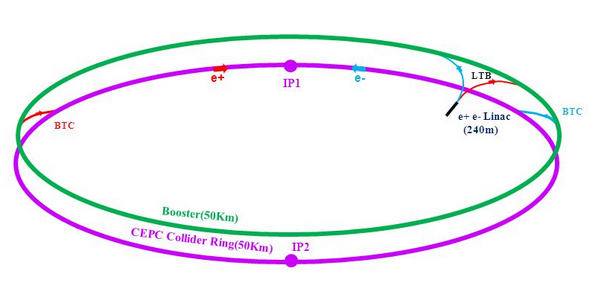 e+
IP1
e-
LTB
e+ e- Linac
(240m)
BTC
BTC
Booster(50Km)
CEPC Collider Ring(50Km)
IP2